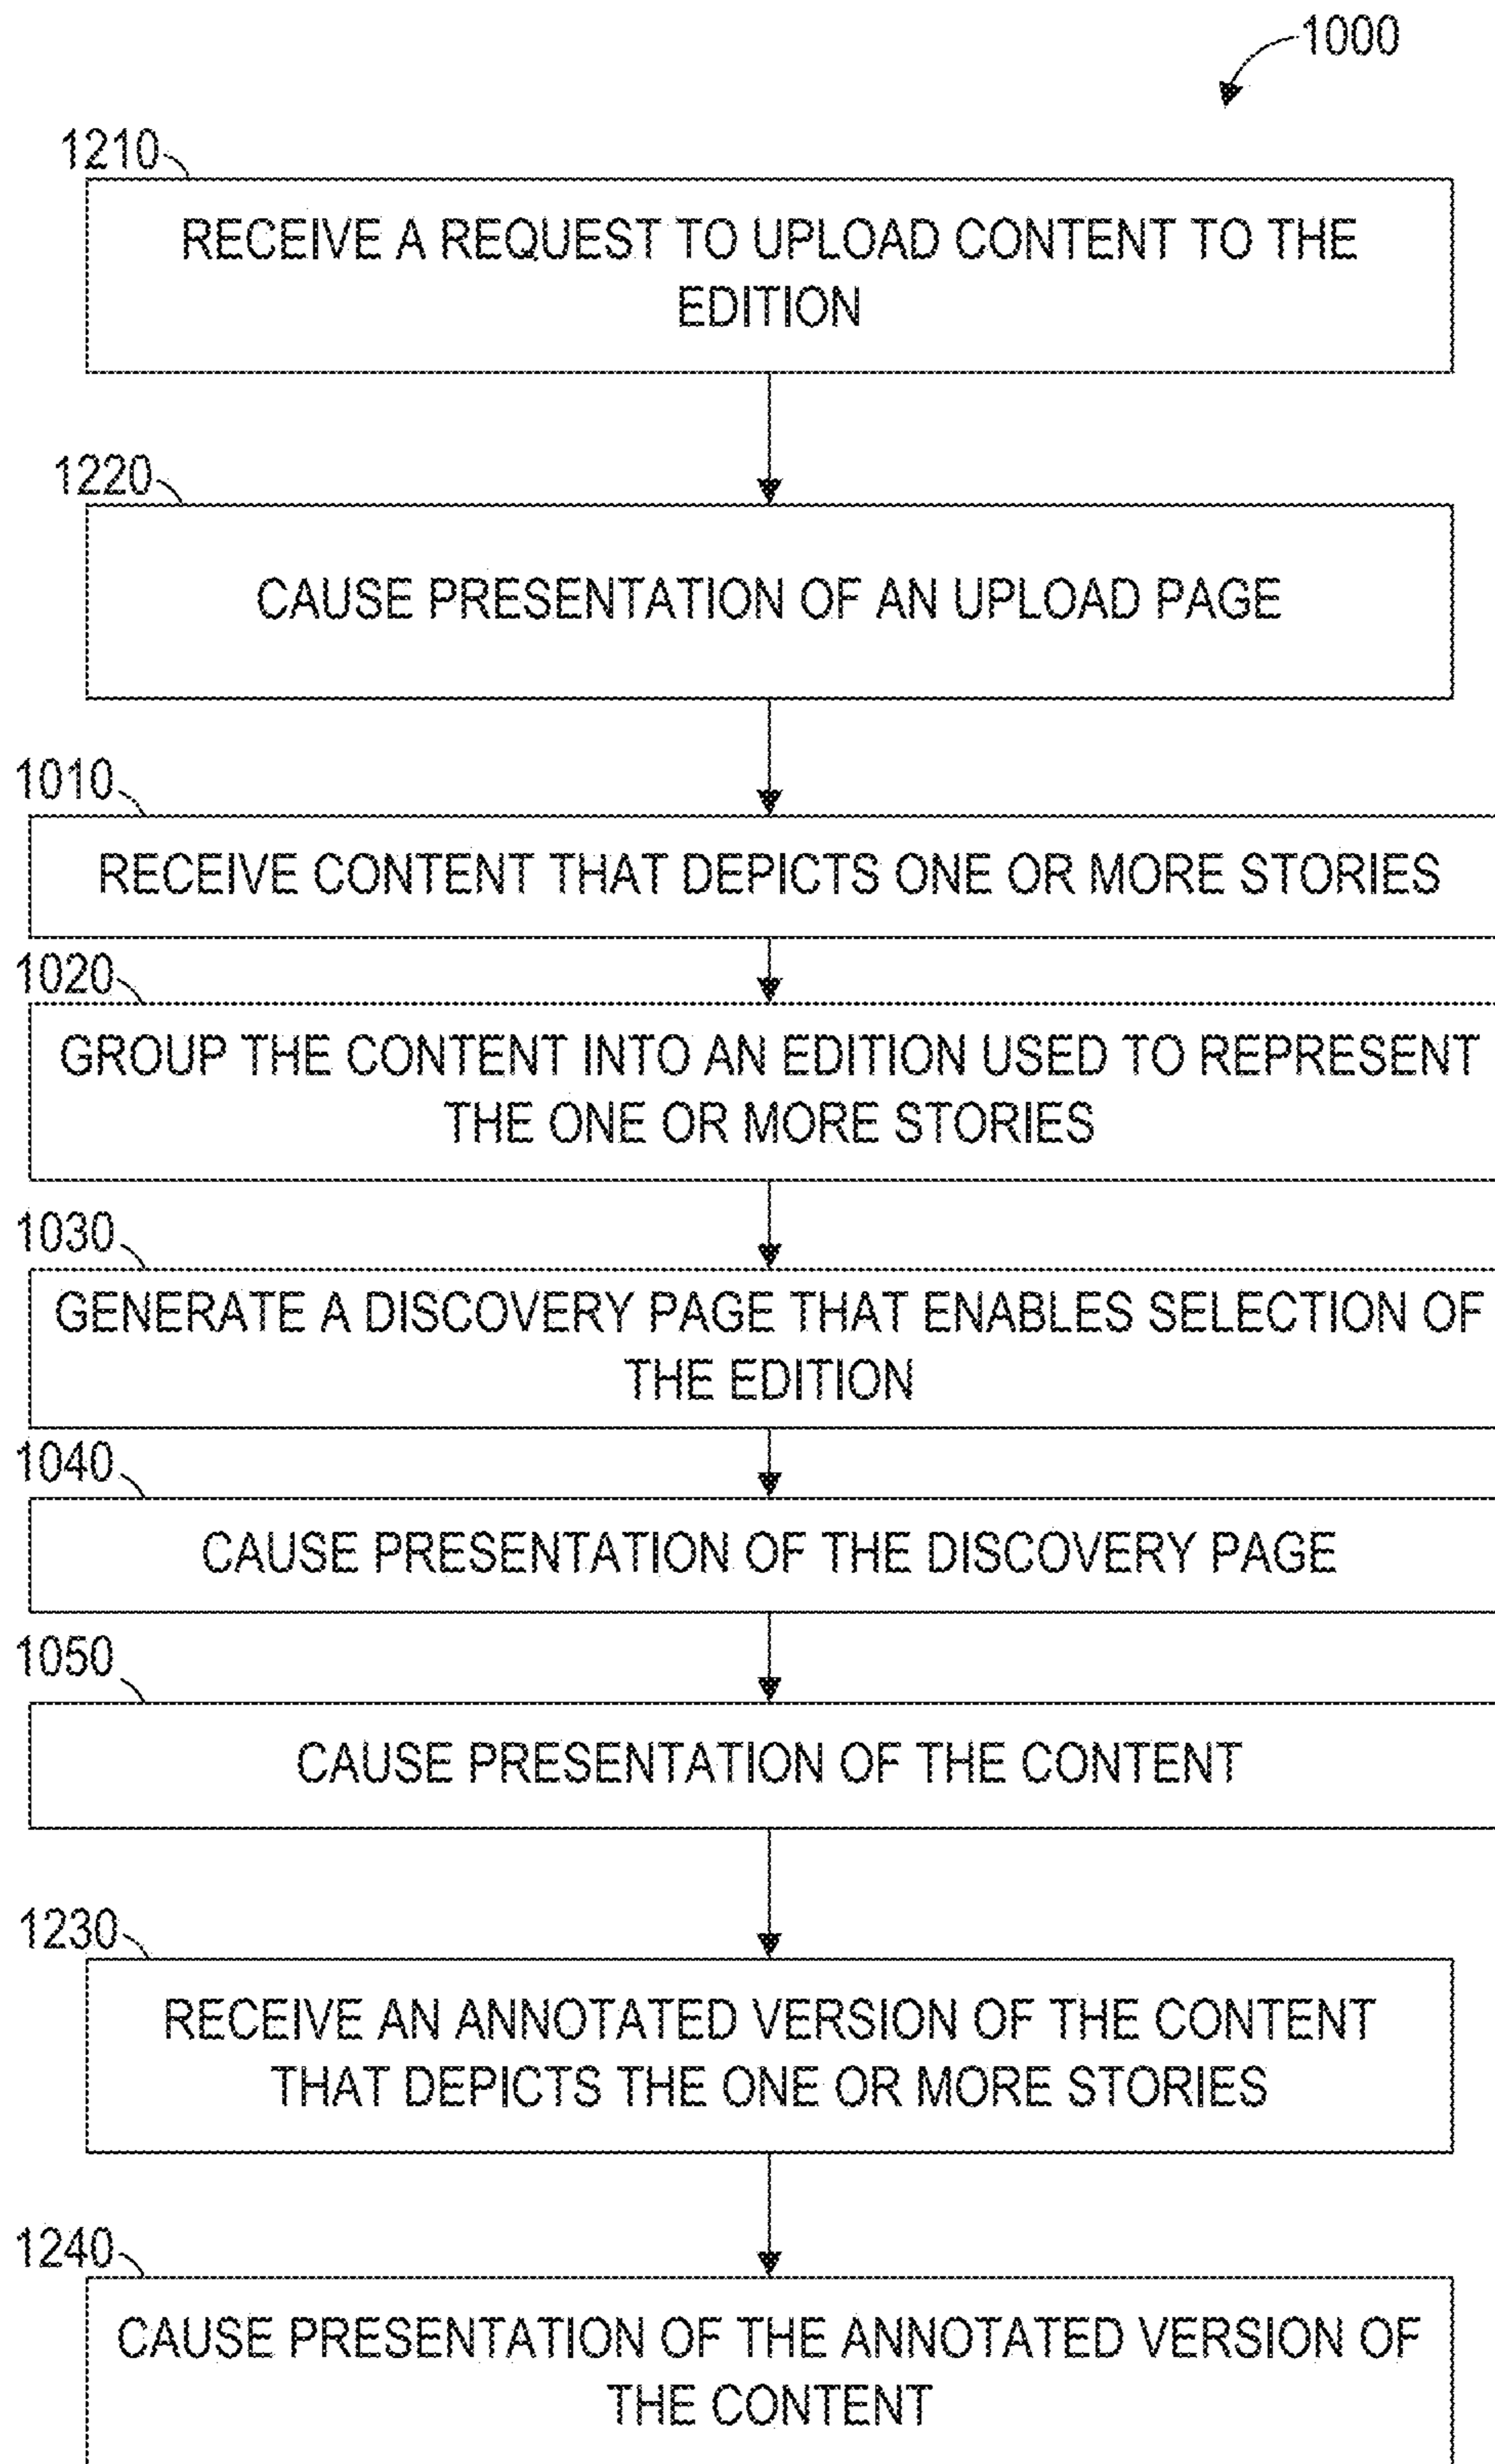 1000
1210
RECEIVE A REQUEST TO UPLOAD CONTENT TO THE
EDITION
1220
CAUSE PRESENTATION OF AN UPLOAD PAGE
1010
RECEIVE CONTENT THAT DEPICTS ONE OR MORE STORIES
1020
GROUP THE CONTENT INTO AN EDITION USED TO REPRESENT
THE ONE OR MORE STORIES
1030
GENERATE A DISCOVERY PAGE THAT ENABLES SELECTION OF
THE EDITION
1040
CAUSE PRESENTATION OF THE DISCOVERY PAGE
1050
CAUSE PRESENTATION OF THE CONTENT
1230
RECEIVE AN ANNOTATED VERSION OF THE CONTENT
THAT DEPICTS THE ONE OR MORE STORIES
1240
CAUSE PRESENTATION OF THE ANNOTATED VERSION OF
THE CONTENT